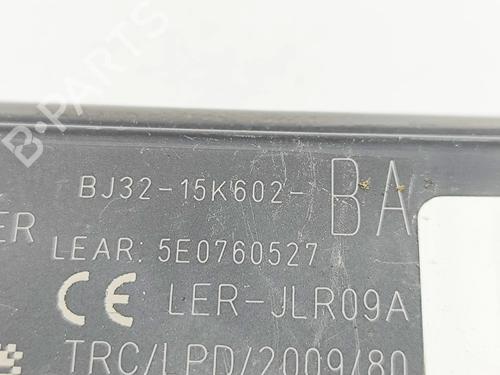 B-PARTS
BJ32-15K602-BA
ER
LEAR: 5E0760527
CE LER-JLR09A
TRC/LPD/2009/80